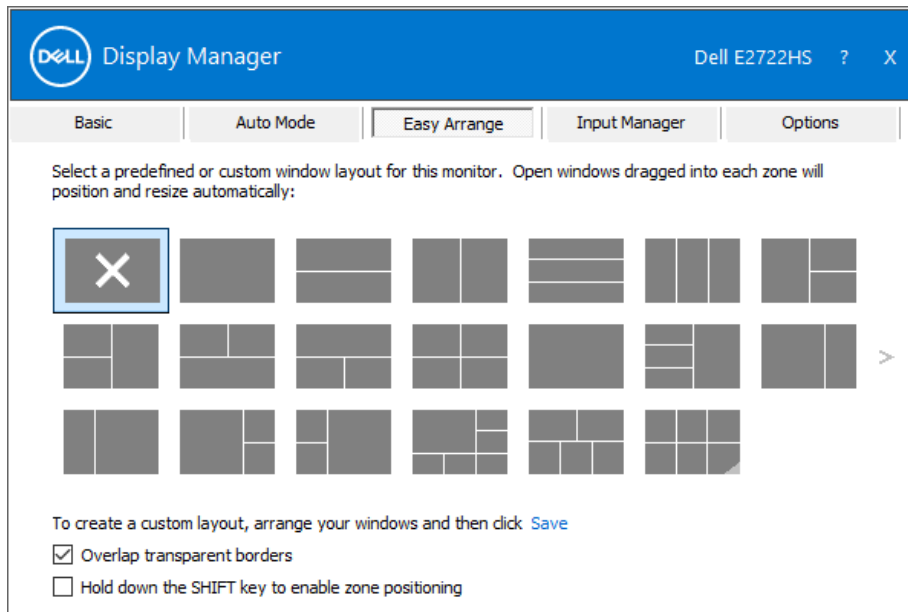 DELL Display Manager Dell E2722HS ? X
Basic Auto Mode Easy Arrange Input Manager Options
Select a predefined or custom window layout for this monitor. Open windows dragged into each zone will
position and resize automatically:
>
To create a custom layout, arrange your windows and then click Save
Overlap transparent borders
Hold down the SHIFT key to enable zone positioning